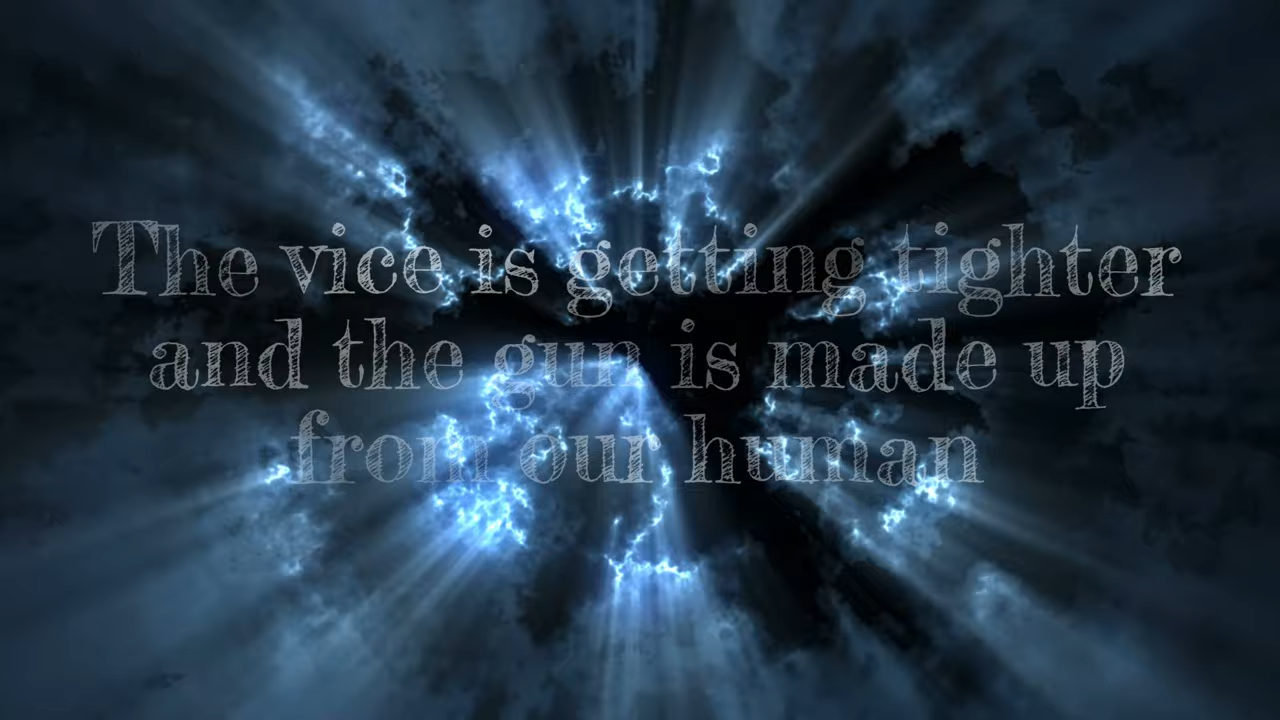 The vice is getting tighter
and the gun is made up
from our human